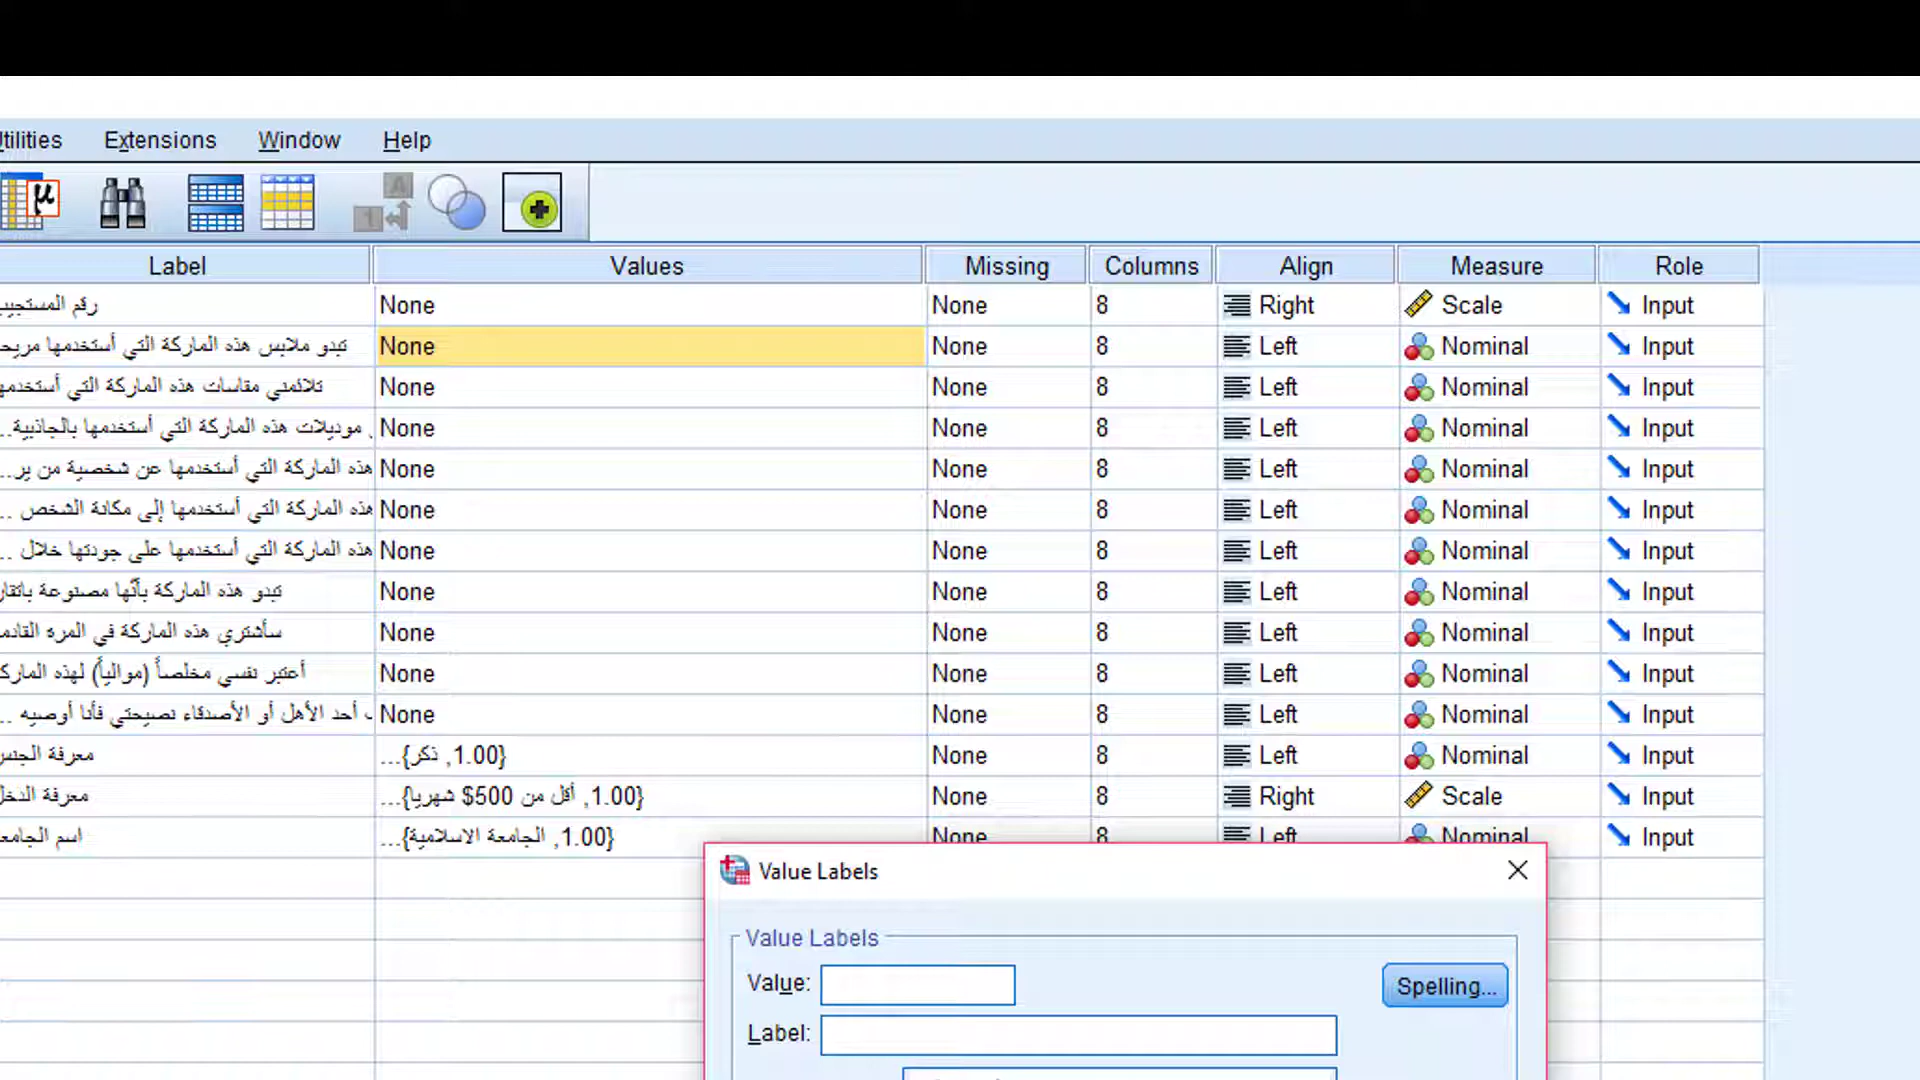 Utilities Extensions Window Help
Label Values Missing Columns Align Measure Role
رقم المستجيب None None 8 Right Scale Input
تبدو ملابس هذه الماركة التي أستخدمها None None 8 Left Nominal Input
تلائمني مقاسات هذه الماركة التي أستخدمها None None 8 Left Nominal Input
موديلات هذه الماركة التي أستخدمها بالجاذبية... None None 8 Left Nominal Input
هذه الماركة التي أستخدمها عن شخصية من ير... None None 8 Left Nominal Input
هذه الماركة التي أستخدمها إلى مكانة الشخص ... None None 8 Left Nominal Input
هذه الماركة التي أستخدمها على جودتها خلال ... None None 8 Left Nominal Input
تبدو هذه الماركة بأنّها مصنوعة None None 8 Left Nominal Input
سأشتري هذه الماركة في المره None None 8 Left Nominal Input
أعتبر نفسي مخلصاً (موالياً) لهذه None None 8 Left Nominal Input
أحد الأهل أو الأصدقاء نصيحتي فأنا أوصيه ... None None 8 Left Nominal Input
معرفة الجنس {1.00, ذكر}... None 8 Left Nominal Input
معرفة الدخل {1.00, أقل من 500$ شهريا}... None 8 Right Scale Input
اسم {1.00, الجامعة الاسلامية}... None 8 Left Nominal Input
Value Labels
Value Labels
Value: Spelling...
Label: